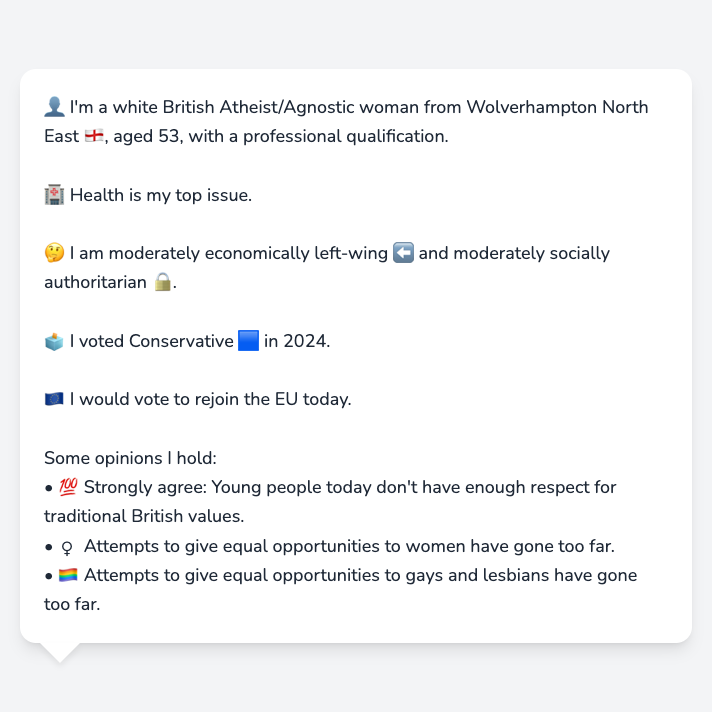 👤 I'm a white British Atheist/Agnostic woman from Wolverhampton North
East 🏴󠁧󠁢󠁥󠁮󠁧󠁿, aged 53, with a professional qualification.
🏥 Health is my top issue.
🤔 I am moderately economically left-wing ⬅️ and moderately socially
authoritarian 🔒.
🗳️ I voted Conservative 🟦 in 2024.
🇪🇺 I would vote to rejoin the EU today.
Some opinions I hold:
• 💯 Strongly agree: Young people today don't have enough respect for
traditional British values.
• ♀ Attempts to give equal opportunities to women have gone too far.
• 🏳️‍🌈 Attempts to give equal opportunities to gays and lesbians have gone
too far.